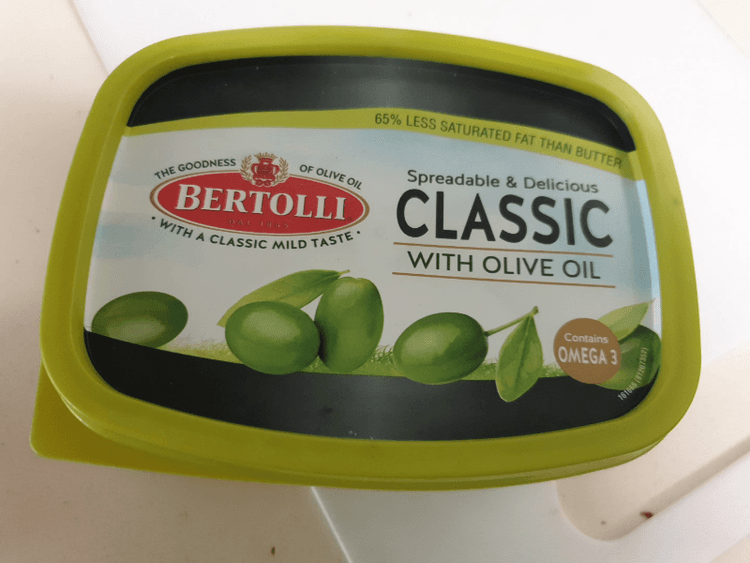 65% LESS SATURATED FAT THAN BUTTER
THE GOODNESS OF OLIVE OIL
BERTOLLI
• WITH A CLASSIC MILD TASTE •
Spreadable & Delicious
CLASSIC
WITH OLIVE OIL
Contains
OMEGA 3